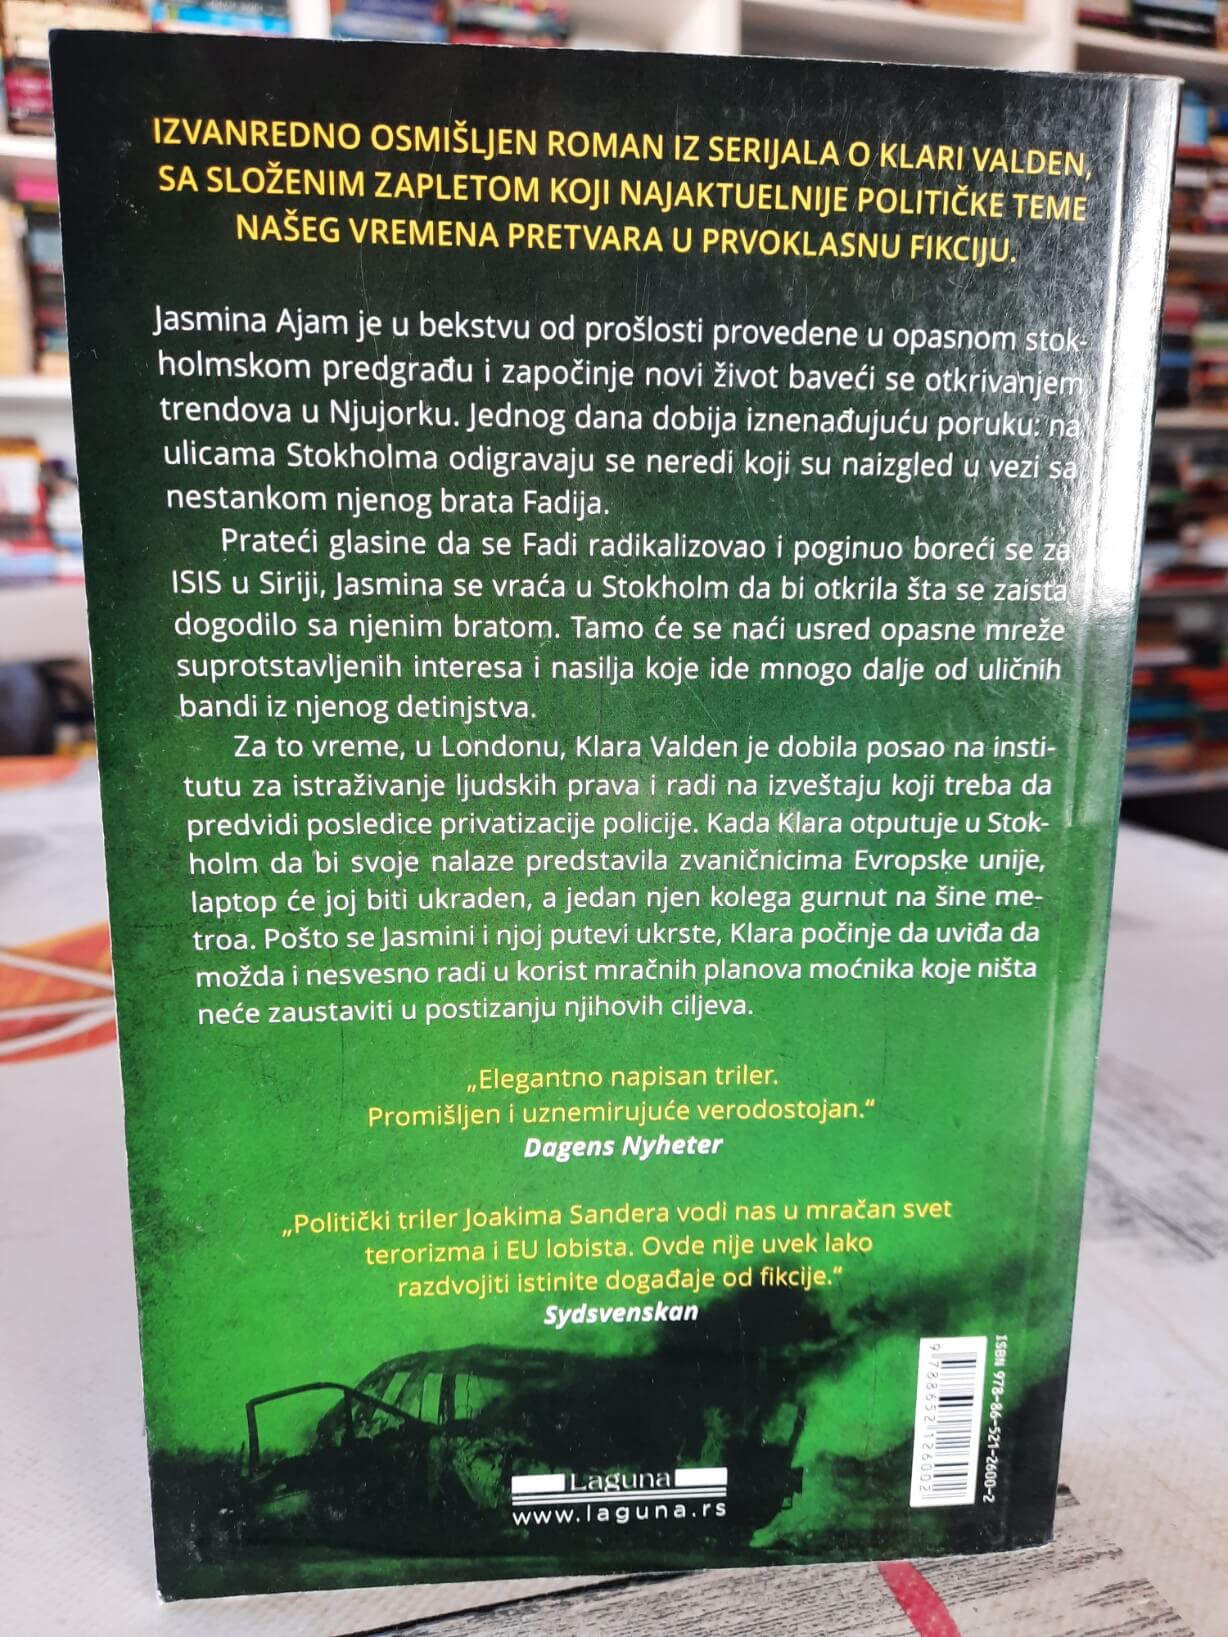 IZVANREDNO OSMIŠLJEN ROMAN IZ SERIJALA O KLARI VALDEN,
SA SLOŽENIM ZAPLETOM KOJI NAJAKTUELNIJE POLITIČKE TEME
NAŠEG VREMENA PRETVARA U PRVOKLASNU FIKCIJU.
Jasmina Ajam je u bekstvu od prošlosti provedene u opasnom stok-
holmskom predgrađu i započinje novi život baveći se otkrivanjem
trendova u Njujorku. Jednog dana dobija iznenađujuću poruku: na
ulicama Stokholma odigravaju se neredi koji su naizgled u vezi sa
nestankom njenog brata Fadija.
Prateći glasine da se Fadi radikalizovao i poginuo boreći se za
ISIS u Siriji, Jasmina se vraća u Stokholm da bi otkrila šta se zaista
dogodilo sa njenim bratom. Tamo će se naći usred opasne mreže
suprotstavljenih interesa i nasilja koje ide mnogo dalje od uličnih
bandi iz njenog detinjstva.
Za to vreme, u Londonu, Klara Valden je dobila posao na insti-
tutu za istraživanje ljudskih prava i radi na izveštaju koji treba da
predvidi posledice privatizacije policije. Kada Klara otputuje u Stok-
holm da bi svoje nalaze predstavila zvaničnicima Evropske unije,
laptop će joj biti ukraden, a jedan njen kolega gurnut na šine me-
troa. Pošto se Jasmini i njoj putevi ukrste, Klara počinje da uviđa da
možda i nesvesno radi u korist mračnih planova moćnika koje ništa
neće zaustaviti u postizanju njihovih ciljeva.
„Elegantno napisan triler.
Promišljen i uznemirujuće verodostojan.“
Dagens Nyheter
„Politički triler Joakima Sandera vodi nas u mračan svet
terorizma i EU lobista. Ovde nije uvek lako
razdvojiti istinite događaje od fikcije.“
Sydsvenskan
ISBN 978-86-521-2600-2
9788652126002
Laguna
www.laguna.rs